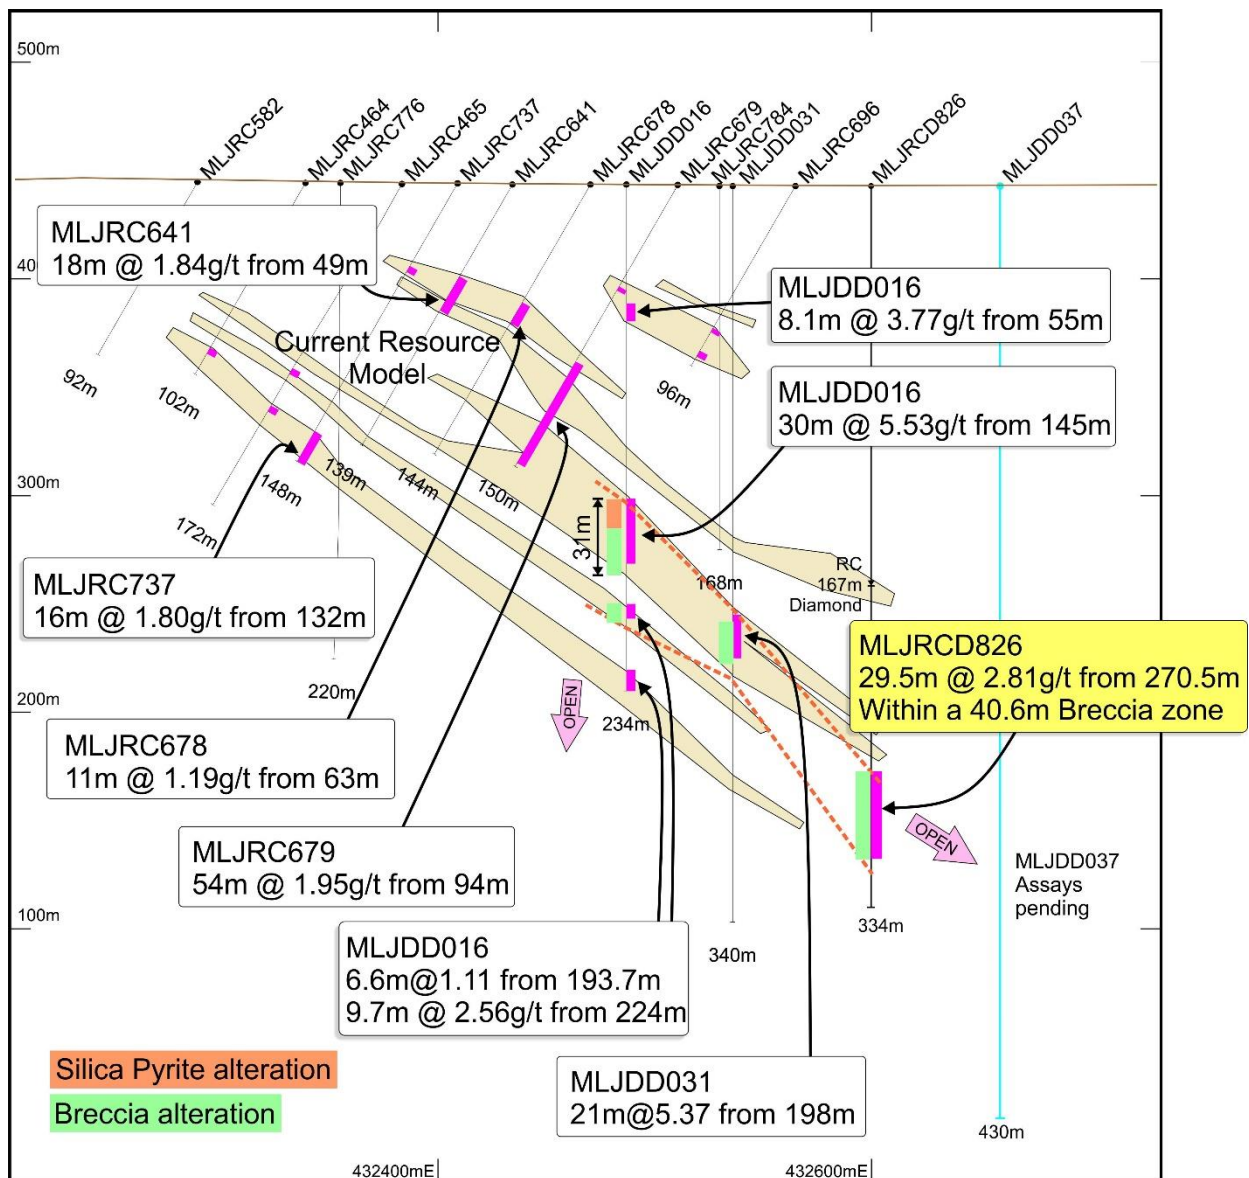 500m
MLJRC582
MLJRC464
MLJRC776
MLJRC465
MLJRC737
MLJRC641
MLJRC678
MLJDD016
MLJRC679
MLJRC784
MLJDD031
MLJRC696
MLJRCD826
MLJDD037
MLJRC641
18m @ 1.84g/t from 49m
MLJDD016
8.1m @ 3.77g/t from 55m
Current Resource
Model
92m
102m
96m
MLJDD016
30m @ 5.53g/t from 145m
300m
148m
139m
144m
150m
172m
31m
168m
RC
167m
Diamond
MLJRC737
16m @ 1.80g/t from 132m
MLJRCD826
29.5m @ 2.81g/t from 270.5m
Within a 40.6m Breccia zone
220m
200m
OPEN
234m
MLJRC678
11m @ 1.19g/t from 63m
OPEN
MLJRC679
54m @ 1.95g/t from 94m
MLJDD037
Assays
pending
100m
334m
MLJDD016
6.6m@1.11 from 193.7m
9.7m @ 2.56g/t from 224m
340m
Silica Pyrite alteration
Breccia alteration
MLJDD031
21m@5.37 from 198m
430m
432400mE
432600mE